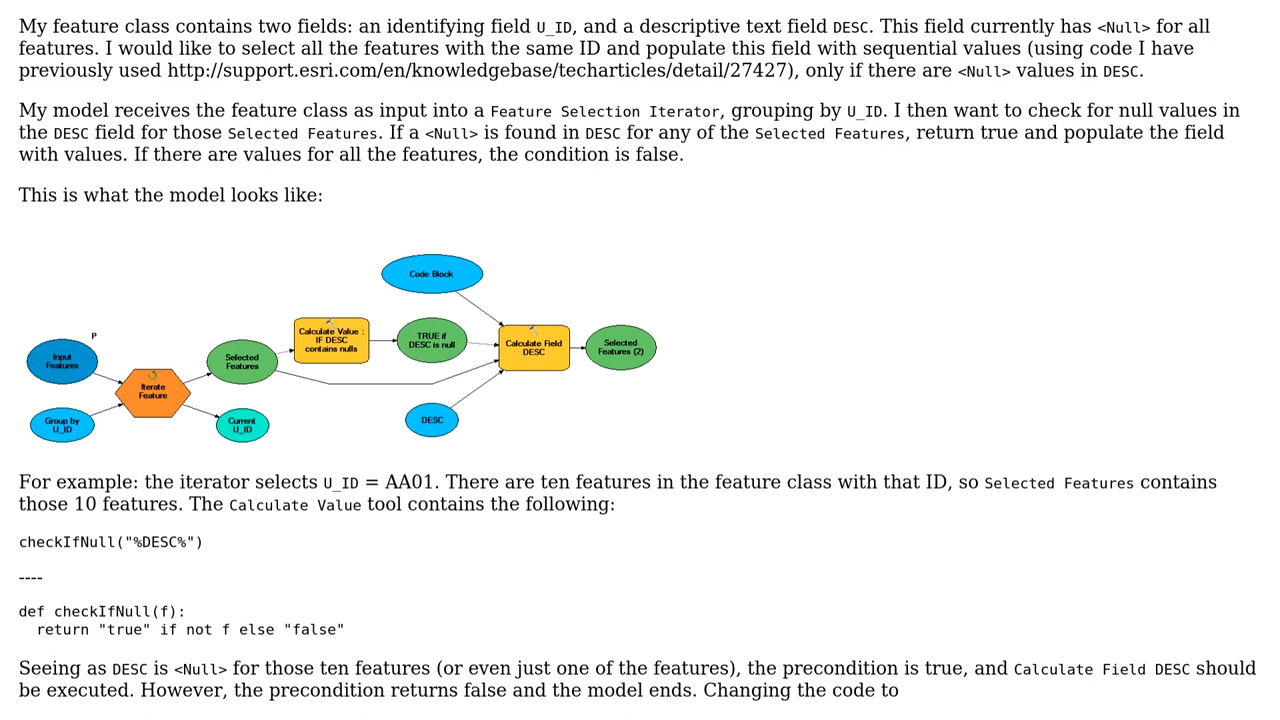 My feature class contains two fields: an identifying field U_ID, and a descriptive text field DESC. This field currently has <Null> for all
features. I would like to select all the features with the same ID and populate this field with sequential values (using code I have
previously used http://support.esri.com/en/knowledgebase/techarticles/detail/27427), only if there are <Null> values in DESC.
My model receives the feature class as input into a Feature Selection Iterator, grouping by U_ID. I then want to check for null values in
the DESC field for those Selected Features. If a <Null> is found in DESC for any of the Selected Features, return true and populate the field
with values. If there are values for all the features, the condition is false.
This is what the model looks like:
Code Block
P
Input
Features
Group by
U_ID
Iterate
Feature
Selected
Features
Current
U_ID
Calculate Value :
IF DESC
contains nulls
TRUE if
DESC is null
DESC
Calculate Field
DESC
Selected
Features (2)
For example: the iterator selects U_ID = AA01. There are ten features in the feature class with that ID, so Selected Features contains
those 10 features. The Calculate Value tool contains the following:
checkIfNull("%DESC%")
----
def checkIfNull(f):
  return "true" if not f else "false"
Seeing as DESC is <Null> for those ten features (or even just one of the features), the precondition is true, and Calculate Field DESC should
be executed. However, the precondition returns false and the model ends. Changing the code to